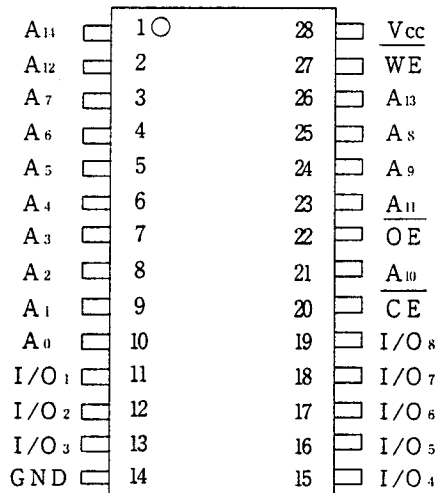 A14 1 28 Vcc
A12 2 27 WE
A7 3 26 A13
A6 4 25 A8
A5 5 24 A9
A4 6 23 A11
A3 7 22 OE
A2 8 21 A10
A1 9 20 CE
A0 10 19 I/O8
I/O1 11 18 I/O7
I/O2 12 17 I/O6
I/O3 13 16 I/O5
GND 14 15 I/O4